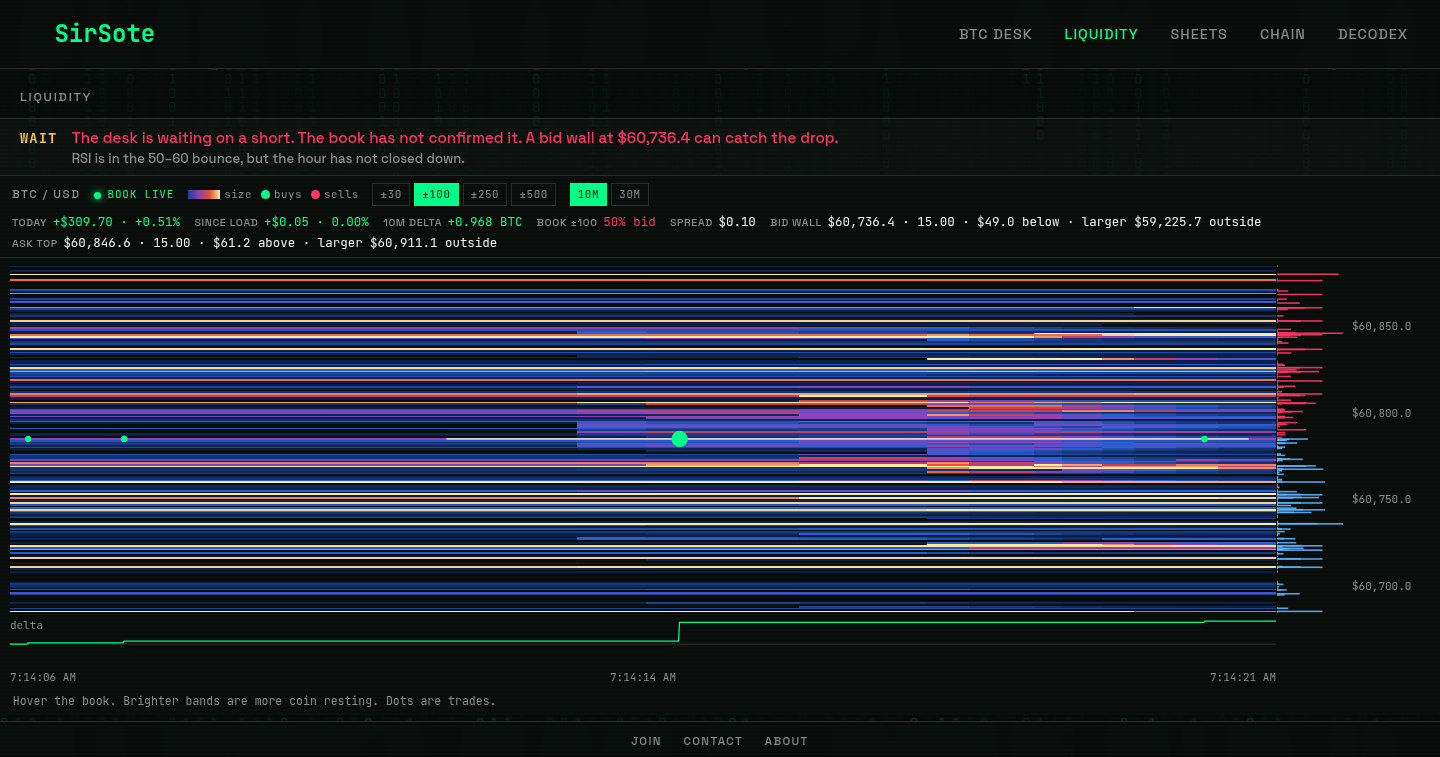 SirSote
BTC DESK LIQUIDITY SHEETS CHAIN DECODEX
LIQUIDITY
WAIT The desk is waiting on a short. The book has not confirmed it. A bid wall at $60,736.4 can catch the drop.
RSI is in the 50–60 bounce, but the hour has not closed down.
BTC / USD BOOK LIVE size buys sells ±30 ±100 ±250 ±500 10M 30M
TODAY +$309.70 · +0.51% SINCE LOAD +$0.05 · 0.00% 10M DELTA +0.968 BTC BOOK ±100 50% bid SPREAD $0.10 BID WALL $60,736.4 · 15.00 · $49.0 below · larger $59,225.7 outside
ASK TOP $60,846.6 · 15.00 · $61.2 above · larger $60,911.1 outside
$60,850.0
$60,800.0
$60,750.0
$60,700.0
delta
7:14:06 AM 7:14:14 AM 7:14:21 AM
Hover the book. Brighter bands are more coin resting. Dots are trades.
JOIN CONTACT ABOUT